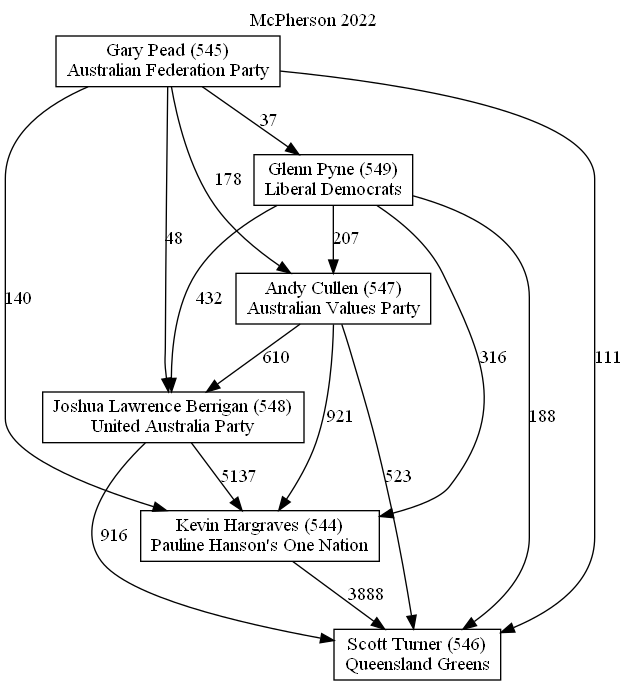 McPherson 2022
Gary Pead (545)
Australian Federation Party
37
Glenn Pyne (549)
Liberal Democrats
178
48
207
Andy Cullen (547)
Australian Values Party
140
432
316
111
610
Joshua Lawrence Berrigan (548)
United Australia Party
921
188
5137
523
Kevin Hargraves (544)
Pauline Hanson's One Nation
916
3888
Scott Turner (546)
Queensland Greens